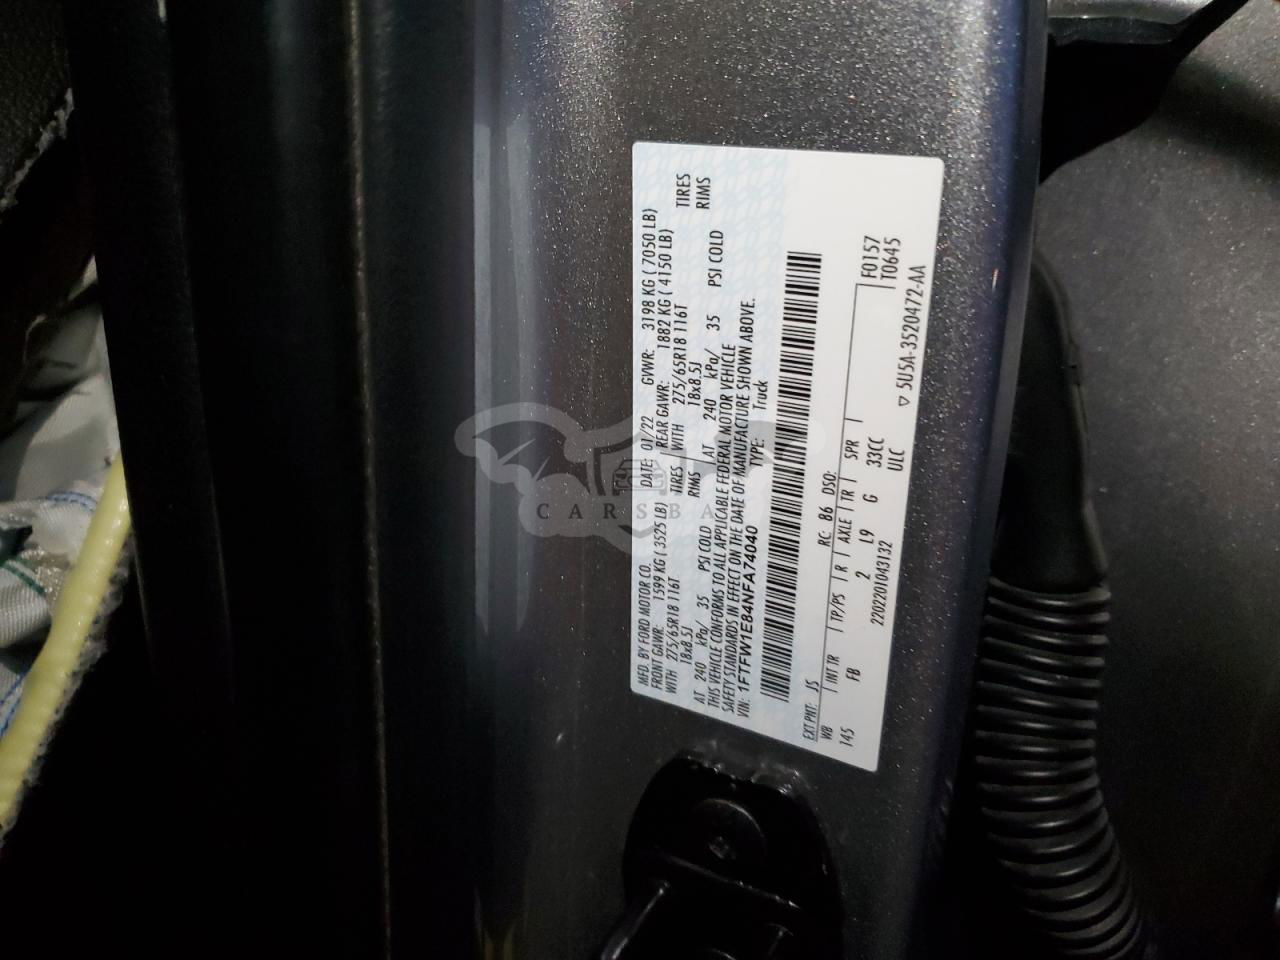 MFD. BY FORD MOTOR CO. DATE: 01/22 GVWR: 3198 KG ( 7050 LB)
FRONT GAWR: 1599 KG ( 3525 LB) REAR GAWR: 1882 KG ( 4150 LB)
WITH 275/65R18 116T TIRES WITH 275/65R18 116T TIRES
18x8.5J RIMS 18x8.5J RIMS
AT 240 kPa/ 35 PSI COLD AT 240 kPa/ 35 PSI COLD
THIS VEHICLE CONFORMS TO ALL APPLICABLE FEDERAL MOTOR VEHICLE
SAFETY STANDARDS IN EFFECT ON THE DATE OF MANUFACTURE SHOWN ABOVE.
VIN: 1FTFW1E84NFA74040 TYPE: Truck
EXT PNT: JS RC: 86 DSO:
WB INT TR TP/PS R AXLE TR SPR F0157
145 FB 2 L9 G 33CC T0645
2202201043132 ULC ▽ 5U5A-3520472-AA
CARSBA